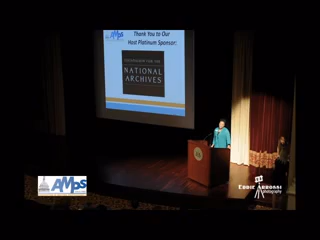 AMPS
Thank You to Our
Host Platinum Sponsor:
FOUNDATION FOR THE
NATIONAL
ARCHIVES
AMPS
EDDIE ARROSSI
photography